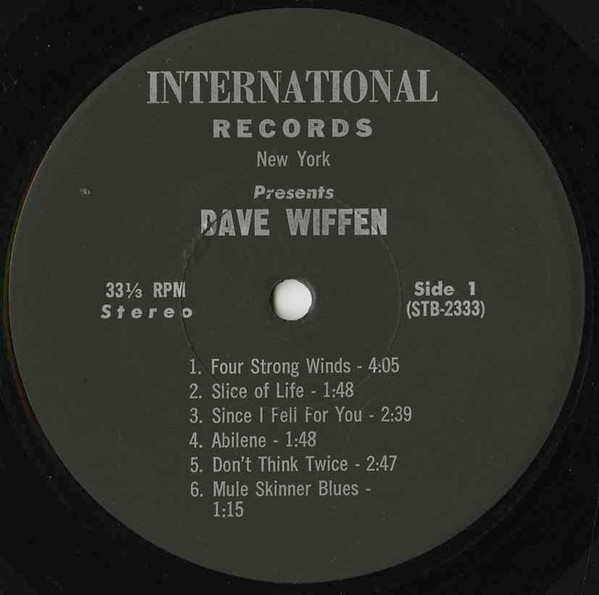 INTERNATIONAL
RECORDS
New York
Presents
DAVE WIFFEN
33⅓ RPM
Stereo
Side 1
(STB-2333)
1. Four Strong Winds - 4:05
2. Slice of Life - 1:48
3. Since I Fell For You - 2:39
4. Abilene - 1:48
5. Don't Think Twice - 2:47
6. Mule Skinner Blues -
1:15